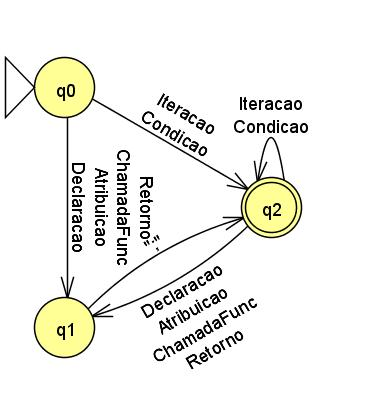 q0
Iteracao
Condicao
Iteracao
Condicao
Retorno
ChamadaFunc
Atribuicao
Declaracao
";"
q2
Declaracao
Atribuicao
ChamadaFunc
Retorno
q1